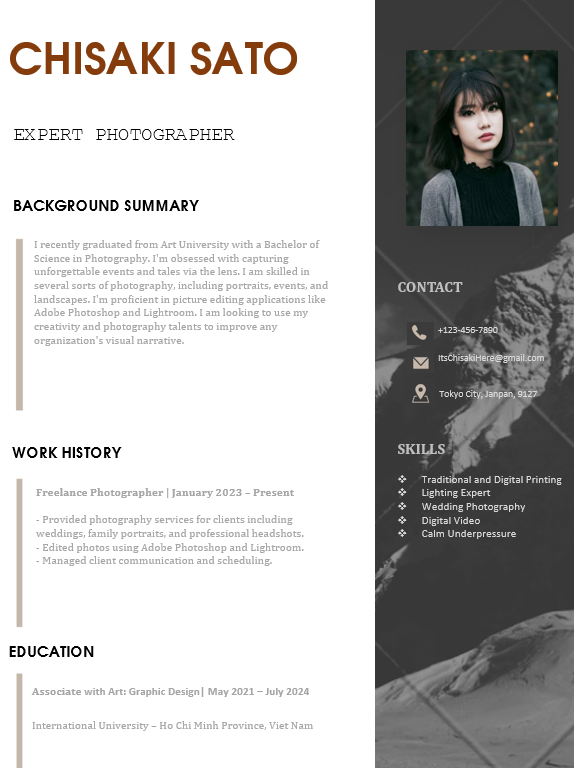 CHISAKI SATO
EXPERT PHOTOGRAPHER
BACKGROUND SUMMARY
I recently graduated from Art University with a Bachelor of
Science in Photography. I'm obsessed with capturing
unforgettable events and tales via the lens. I am skilled in
several sorts of photography, including portraits, events, and
landscapes. I'm proficient in picture editing applications like
Adobe Photoshop and Lightroom. I am looking to use my
creativity and photography talents to improve any
organization's visual narrative.
WORK HISTORY
Freelance Photographer | January 2023 – Present
- Provided photography services for clients including
weddings, family portraits, and professional headshots.
- Edited photos using Adobe Photoshop and Lightroom.
- Managed client communication and scheduling.
EDUCATION
Associate with Art: Graphic Design| May 2021 – July 2024
International University – Ho Chi Minh Province, Viet Nam
CONTACT
+123-456-7890
ItsChisakiHere@gmail.com
Tokyo City, Janpan, 9127
SKILLS
❖ Traditional and Digital Printing
❖ Lighting Expert
❖ Wedding Photography
❖ Digital Video
❖ Calm Underpressure